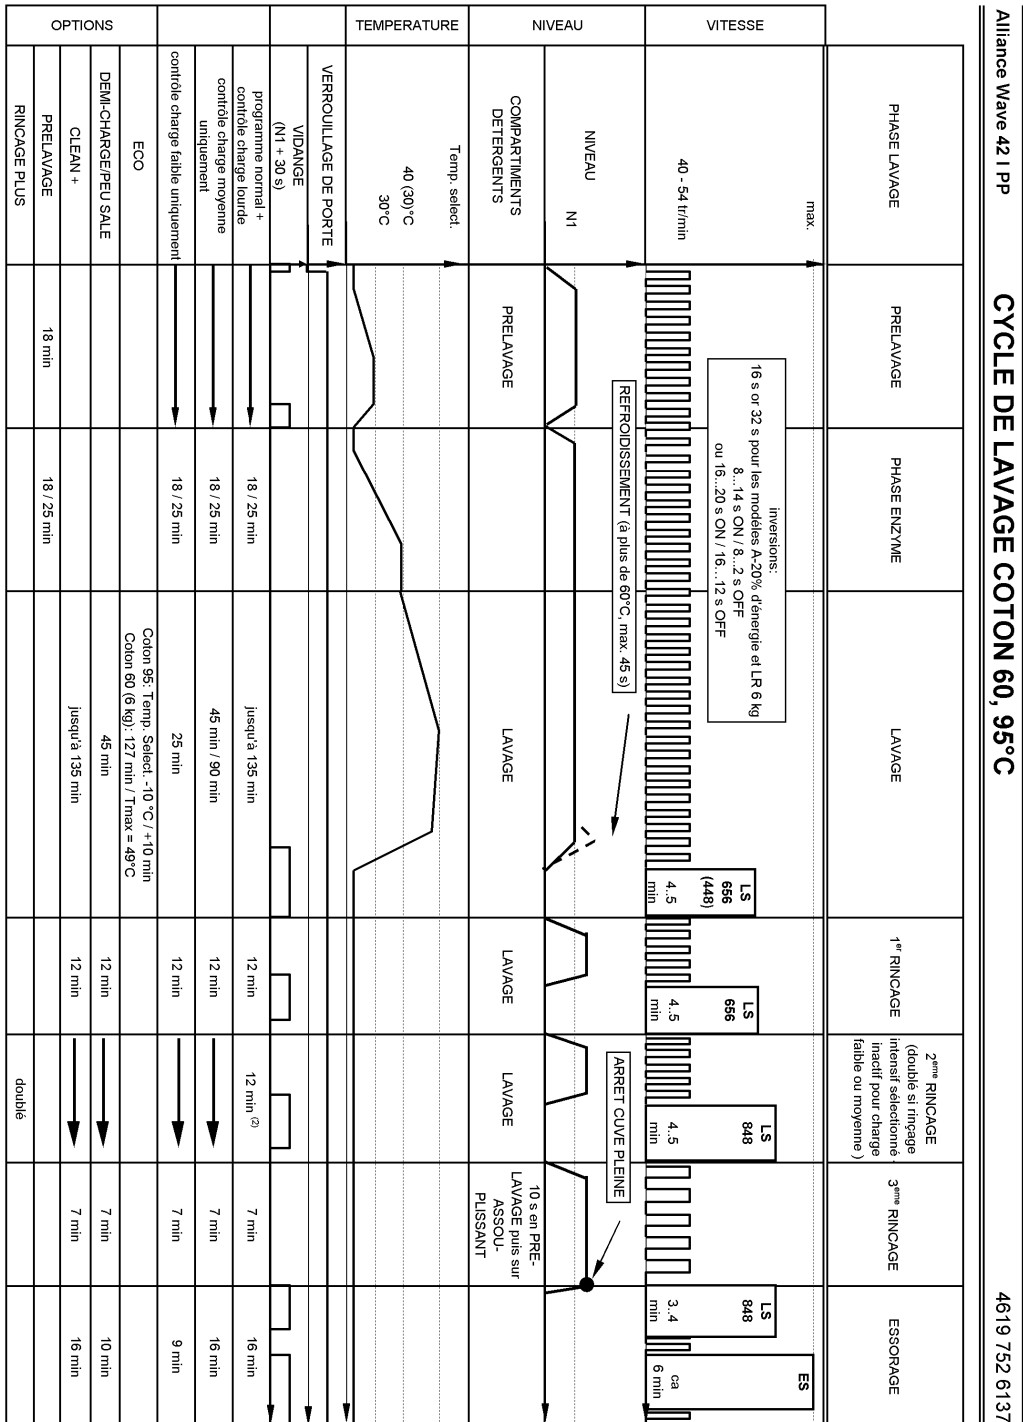 Alliance Wave 42 I PP
CYCLE DE LAVAGE COTON 60, 95°C
4619 752 6137
PHASE LAVAGE
PRELAVAGE
PHASE ENZYME
LAVAGE
1er RINCAGE
2eme RINCAGE
(doublé si rinçage
intensif sélectionné -
inactif pour charge
faible ou moyenne )
3eme RINCAGE
ESSORAGE
VITESSE
max.
40 - 54 tr/min
inversions:
16 s or 32 s pour les modéles A-20% d'énergie et LR 6 kg
8...14 s ON / 8...2 s OFF
ou 16...20 s ON / 16...12 s OFF
LS
656
(448)
4..5
min
LS
656
4..5
min
LS
848
4..5
min
LS
848
3..4
min
ES
ca
6 min
NIVEAU
NIVEAU
N1
REFROIDISSEMENT (à plus de 60°C, max. 45 s)
ARRET CUVE PLEINE
COMPARTIMENTS
DETERGENTS
PRELAVAGE
LAVAGE
LAVAGE
LAVAGE
10 s en PRE-
LAVAGE puis sur
ASSOU-
PLISSANT
TEMPERATURE
Temp. select.
40 (30)°C
30°C
VERROUILLAGE DE PORTE
VIDANGE
(N1 + 30 s)
OPTIONS
programme normal +
contrôle charge lourde
18 / 25 min
jusqu'à 135 min
12 min
12 min (2)
7 min
16 min
contrôle charge moyenne
uniquement
18 / 25 min
45 min / 90 min
12 min
7 min
16 min
contrôle charge faible uniquement
18 / 25 min
25 min
12 min
7 min
9 min
ECO
Coton 95: Temp. Select. -10 °C / +10 min
Coton 60 (6 kg): 127 min / Tmax = 49°C
DEMI-CHARGE/PEU SALE
45 min
12 min
7 min
10 min
CLEAN +
jusqu'à 135 min
12 min
7 min
16 min
PRELAVAGE
18 min
18 / 25 min
RINCAGE PLUS
doublé